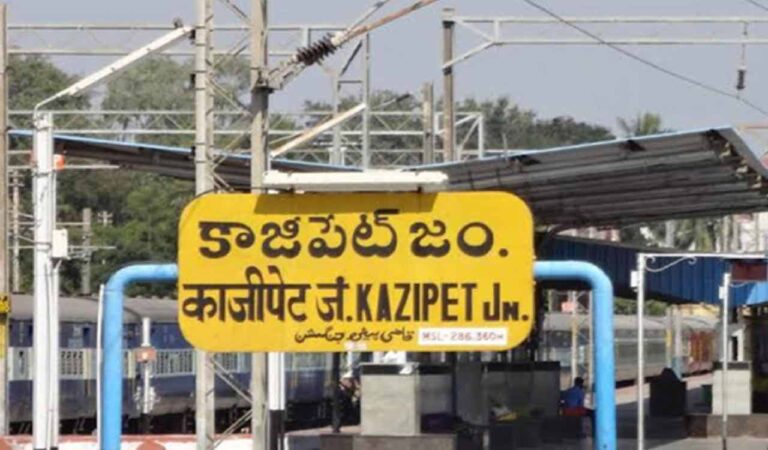 కాజీపేట్ జం.
काजीपेट जं. KAZIPET JN.
قاضی پیٹ جنکشن MSL-286.360M